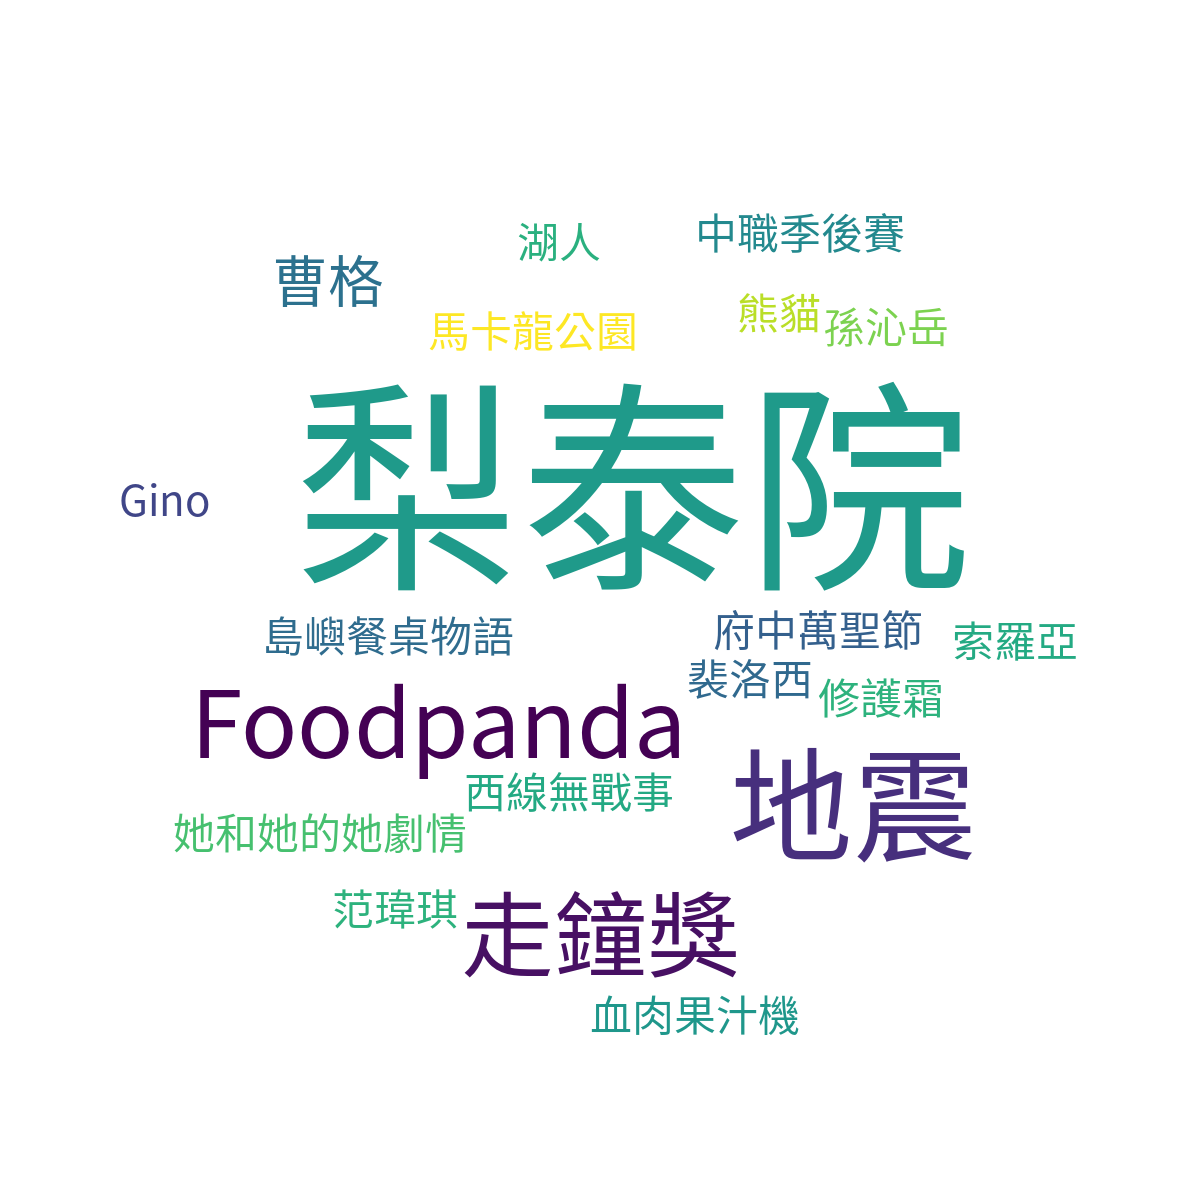 中職季後賽
湖人
曹格
熊貓
孫沁岳
馬卡龍公園
梨泰院
Gino
府中萬聖節
島嶼餐桌物語
索羅亞
裴洛西
修護霜
Foodpanda
西線無戰事
地震
她和她的她劇情
范瑋琪
走鐘獎
血肉果汁機